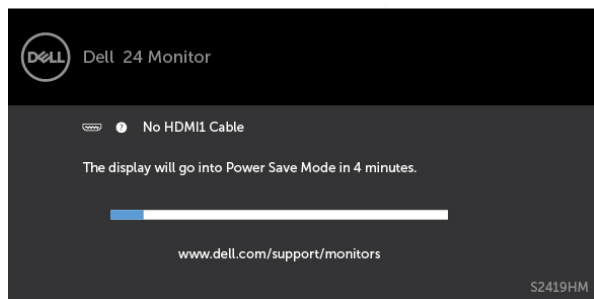 DELL
Dell 24 Monitor
No HDMI1 Cable
The display will go into Power Save Mode in 4 minutes.
www.dell.com/support/monitors
S2419HM